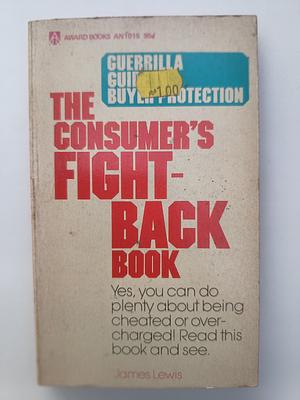 AWARD BOOKS AN1015 95¢
GUERRILLA
GUIDE
BUYER PROTECTION
1.00
THE
CONSUMER'S
FIGHT-
BACK
BOOK
Yes, you can do
plenty about being
cheated or over-
charged! Read this
book and see.
James Lewis